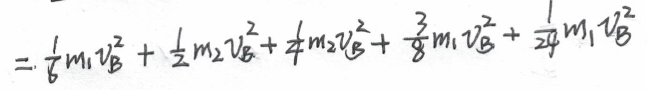 = 1/6 m₁v_B² + 1/2 m₂v_B² + 1/4 m₂v_B² + 3/8 m₁v_B² + 1/24 m₁v_B²